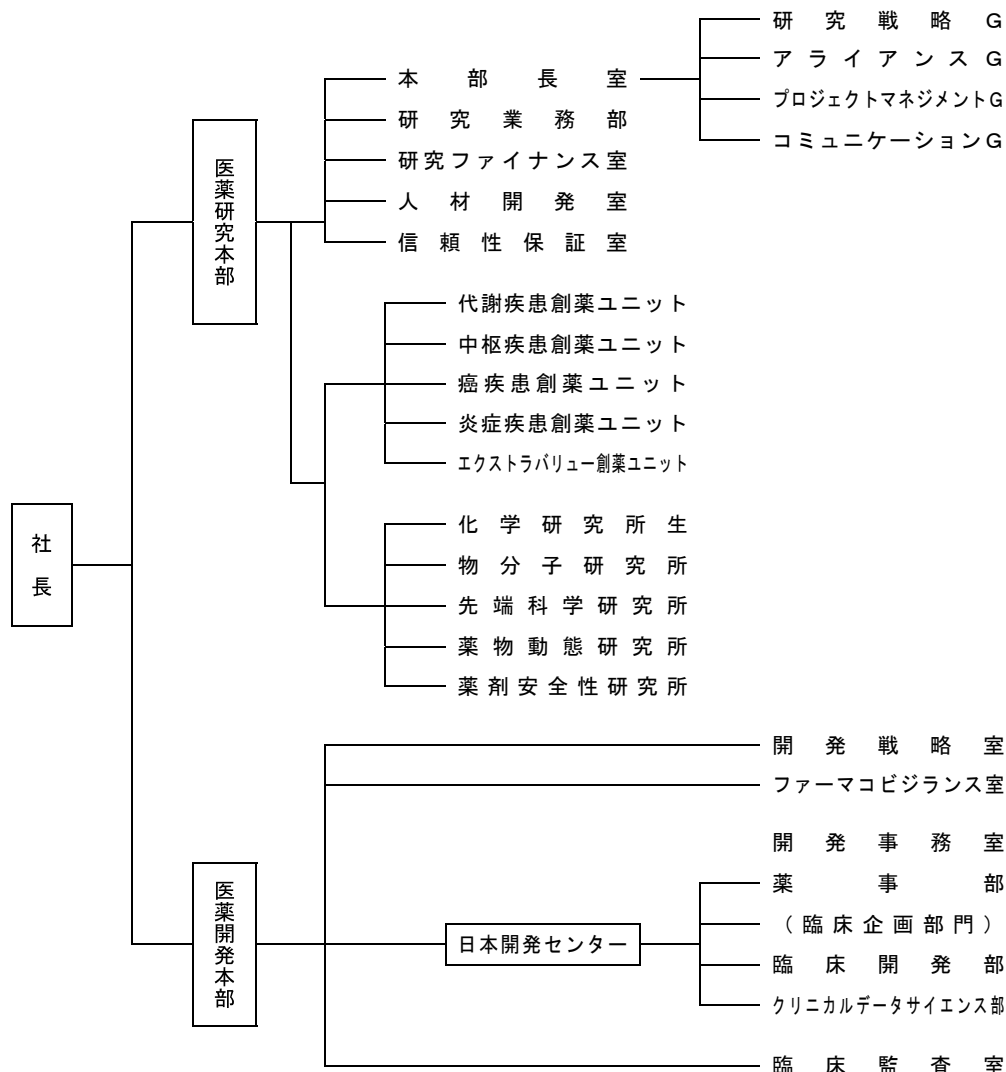 研究戦略G
アライアンスG
本部長室
プロジェクトマネジメントG
研究業務部
コミュニケーションG
研究ファイナンス室
人材開発室
信頼性保証室
医薬研究本部
代謝疾患創薬ユニット
中枢疾患創薬ユニット
癌疾患創薬ユニット
炎症疾患創薬ユニット
エクストラバリュー創薬ユニット
化学研究所生
物分子研究所
先端科学研究所
薬物動態研究所
薬剤安全性研究所
社長
開発戦略室
ファーマコビジランス室
開発事務室
薬事部
医薬開発本部
日本開発センター
(臨床企画部門)
臨床開発部
クリニカルデータサイエンス部
臨床監査室